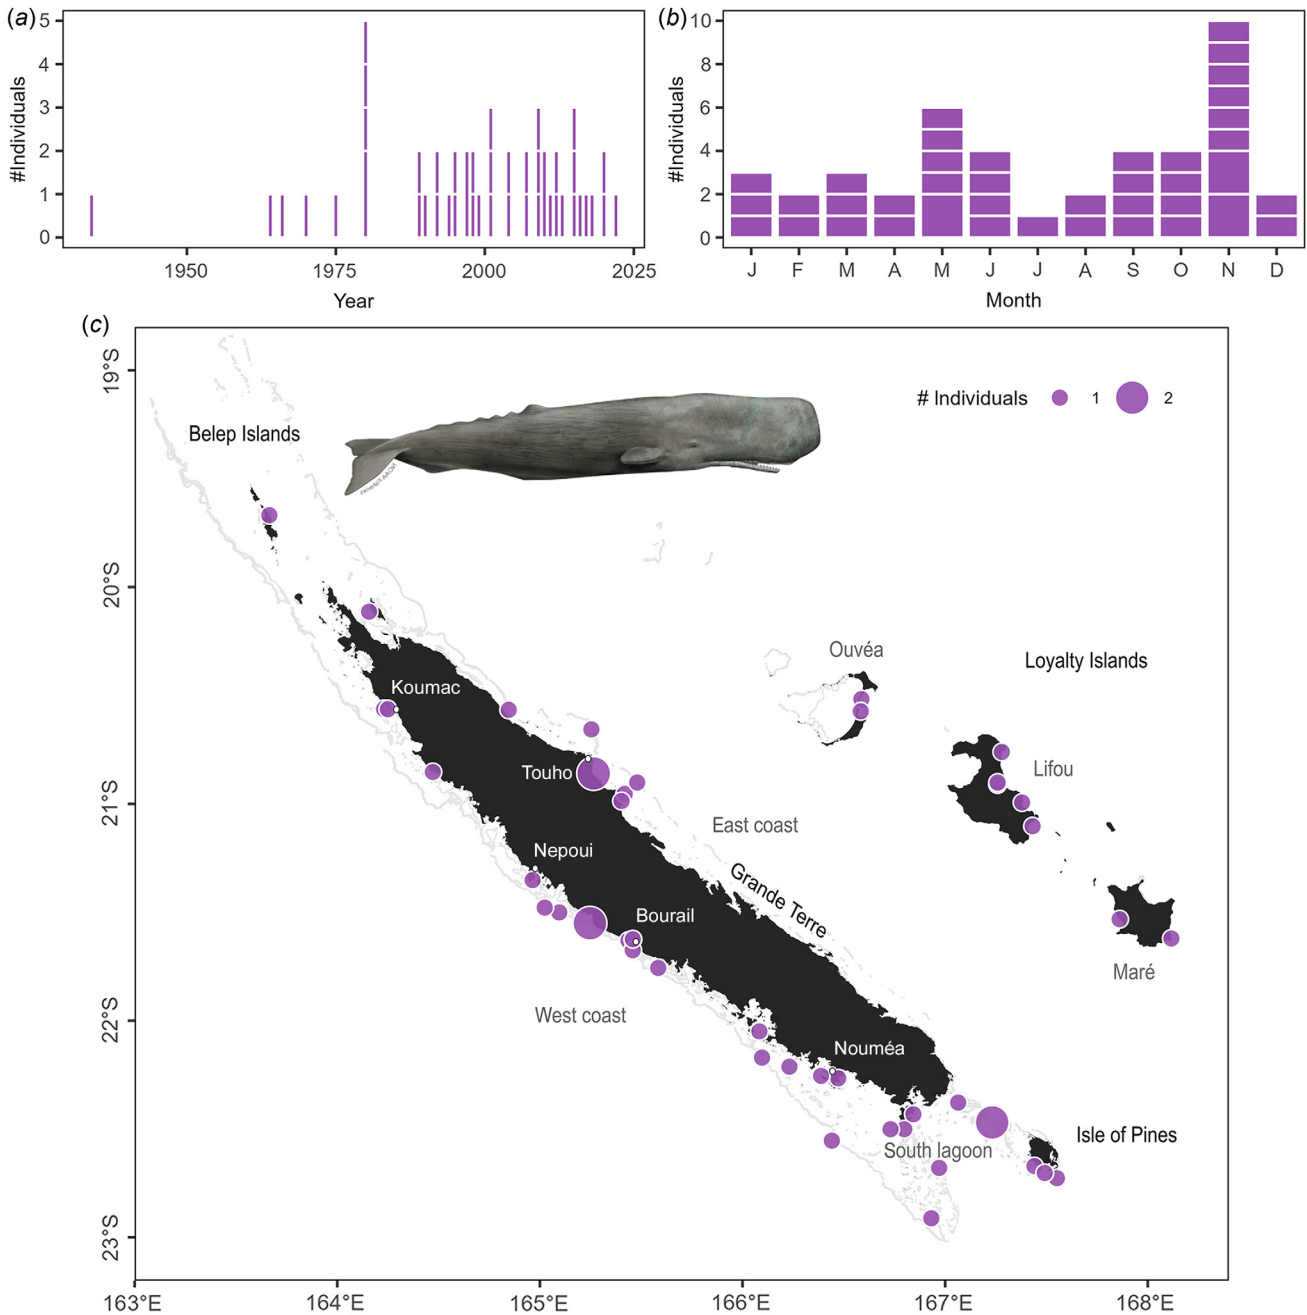 (a)
5
4
3
2
1
0
#Individuals
1950
1975
2000
2025
Year
(b)
10
8
6
4
2
0
#Individuals
J
F
M
A
M
J
J
A
S
O
N
D
Month
(c)
19°S
20°S
21°S
22°S
23°S
# Individuals
1
2
Belep Islands
Ouvéa
Loyalty Islands
Koumac
Lifou
Touho
East coast
Nepoui
Grande Terre
Bourail
Maré
West coast
Nouméa
Isle of Pines
South lagoon
163°E
164°E
165°E
166°E
167°E
168°E